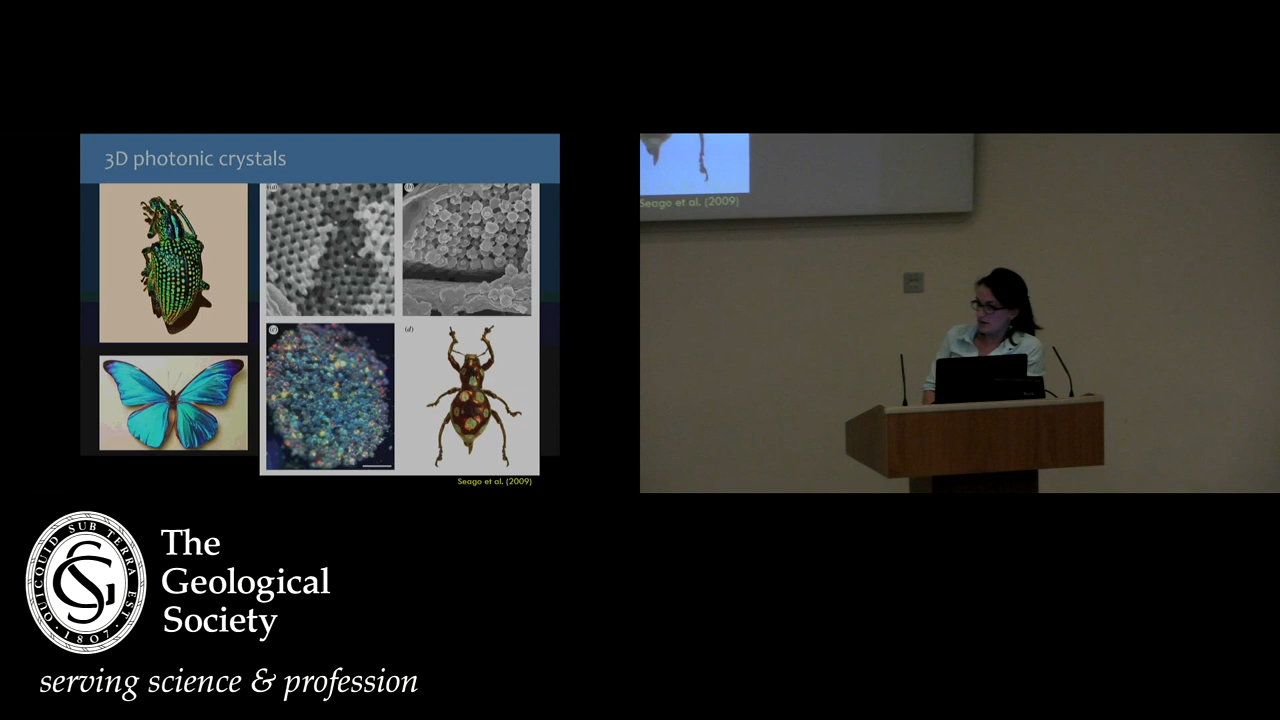 3D photonic crystals
(a)
(b)
(c)
(d)
Seago et al. (2009)
Seago et al. (2009)
QUICQUID SUB TERRA EST
· 1807 ·
The
Geological
Society
serving science & profession